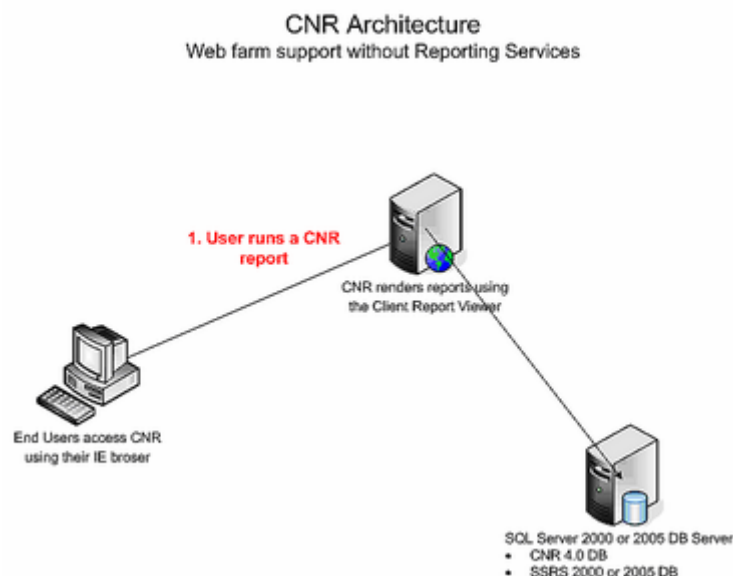 CNR Architecture
Web farm support without Reporting Services
1. User runs a CNR
report
CNR renders reports using
the Client Report Viewer
End Users access CNR
using their IE broser
SQL Server 2000 or 2005 DB Server
• CNR 4.0 DB
• SSRS 2000 or 2005 DB